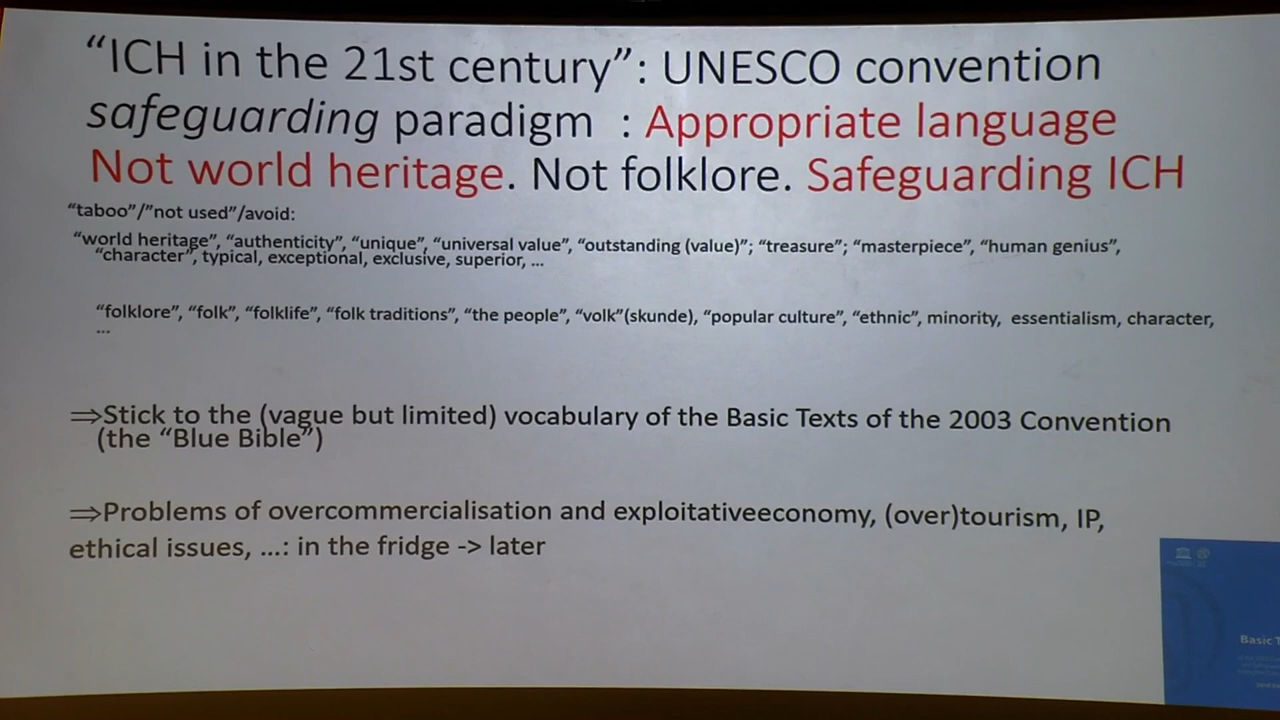 “ICH in the 21st century”: UNESCO convention
safeguarding paradigm : Appropriate language
Not world heritage. Not folklore. Safeguarding ICH
“taboo”/”not used”/avoid:
“world heritage”, “authenticity”, “unique”, “universal value”, “outstanding (value)”; “treasure”; “masterpiece”, “human genius”,
“character”, typical, exceptional, exclusive, superior, ...
“folklore”, “folk”, “folklife”, “folk traditions”, “the people”, “volk”(skunde), “popular culture”, “ethnic”, minority, essentialism, character,
...
⇒Stick to the (vague but limited) vocabulary of the Basic Texts of the 2003 Convention
(the “Blue Bible”)
⇒Problems of overcommercialisation and exploitativeeconomy, (over)tourism, IP,
ethical issues, ...: in the fridge -> later
Basic T